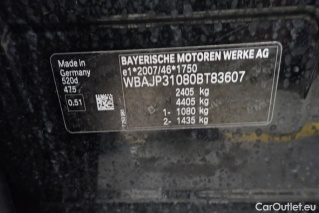 BAYERISCHE MOTOREN WERKE AG
e1*2007/46*1750
WBAJP31080BT83607
Made in
Germany
520d
475
0.51
2405 kg
4405 kg
1- 1080 kg
2- 1435 kg
CarOutlet.eu